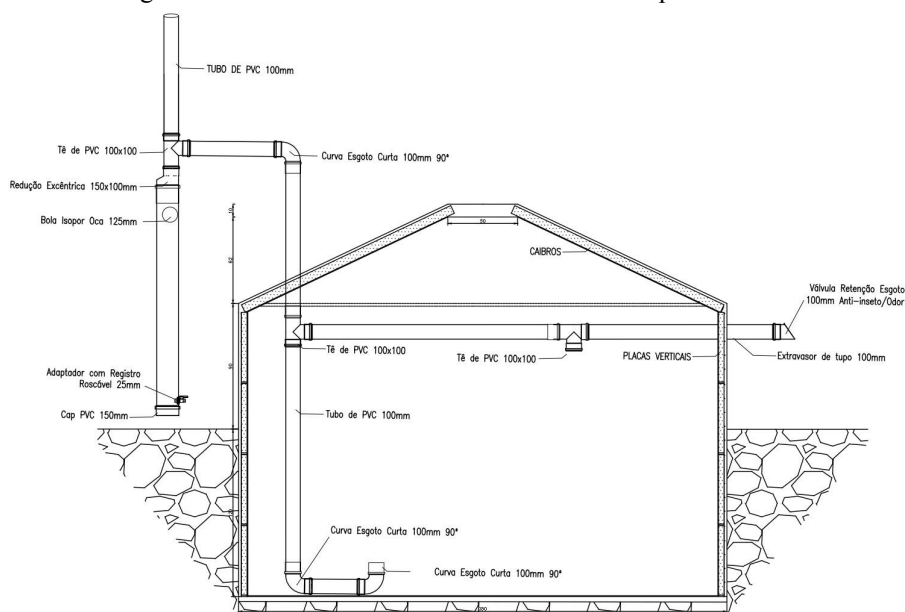 TUBO DE PVC 100mm
Tê de PVC 100x100
Curva Esgoto Curta 100mm 90°
Redução Excêntrica 150x100mm
Bola Isopor Oca 125mm
10
50
CAIBROS
62
Válvula Retenção Esgoto
100mm Anti-inseto/Odor
Tê de PVC 100x100
Tê de PVC 100x100
PLACAS VERTICAIS
Extravasor de tupo 100mm
90
Adaptador com Registro
Roscável 25mm
Cap PVC 150mm
Tubo de PVC 100mm
Curva Esgoto Curta 100mm 90°
Curva Esgoto Curta 100mm 90°